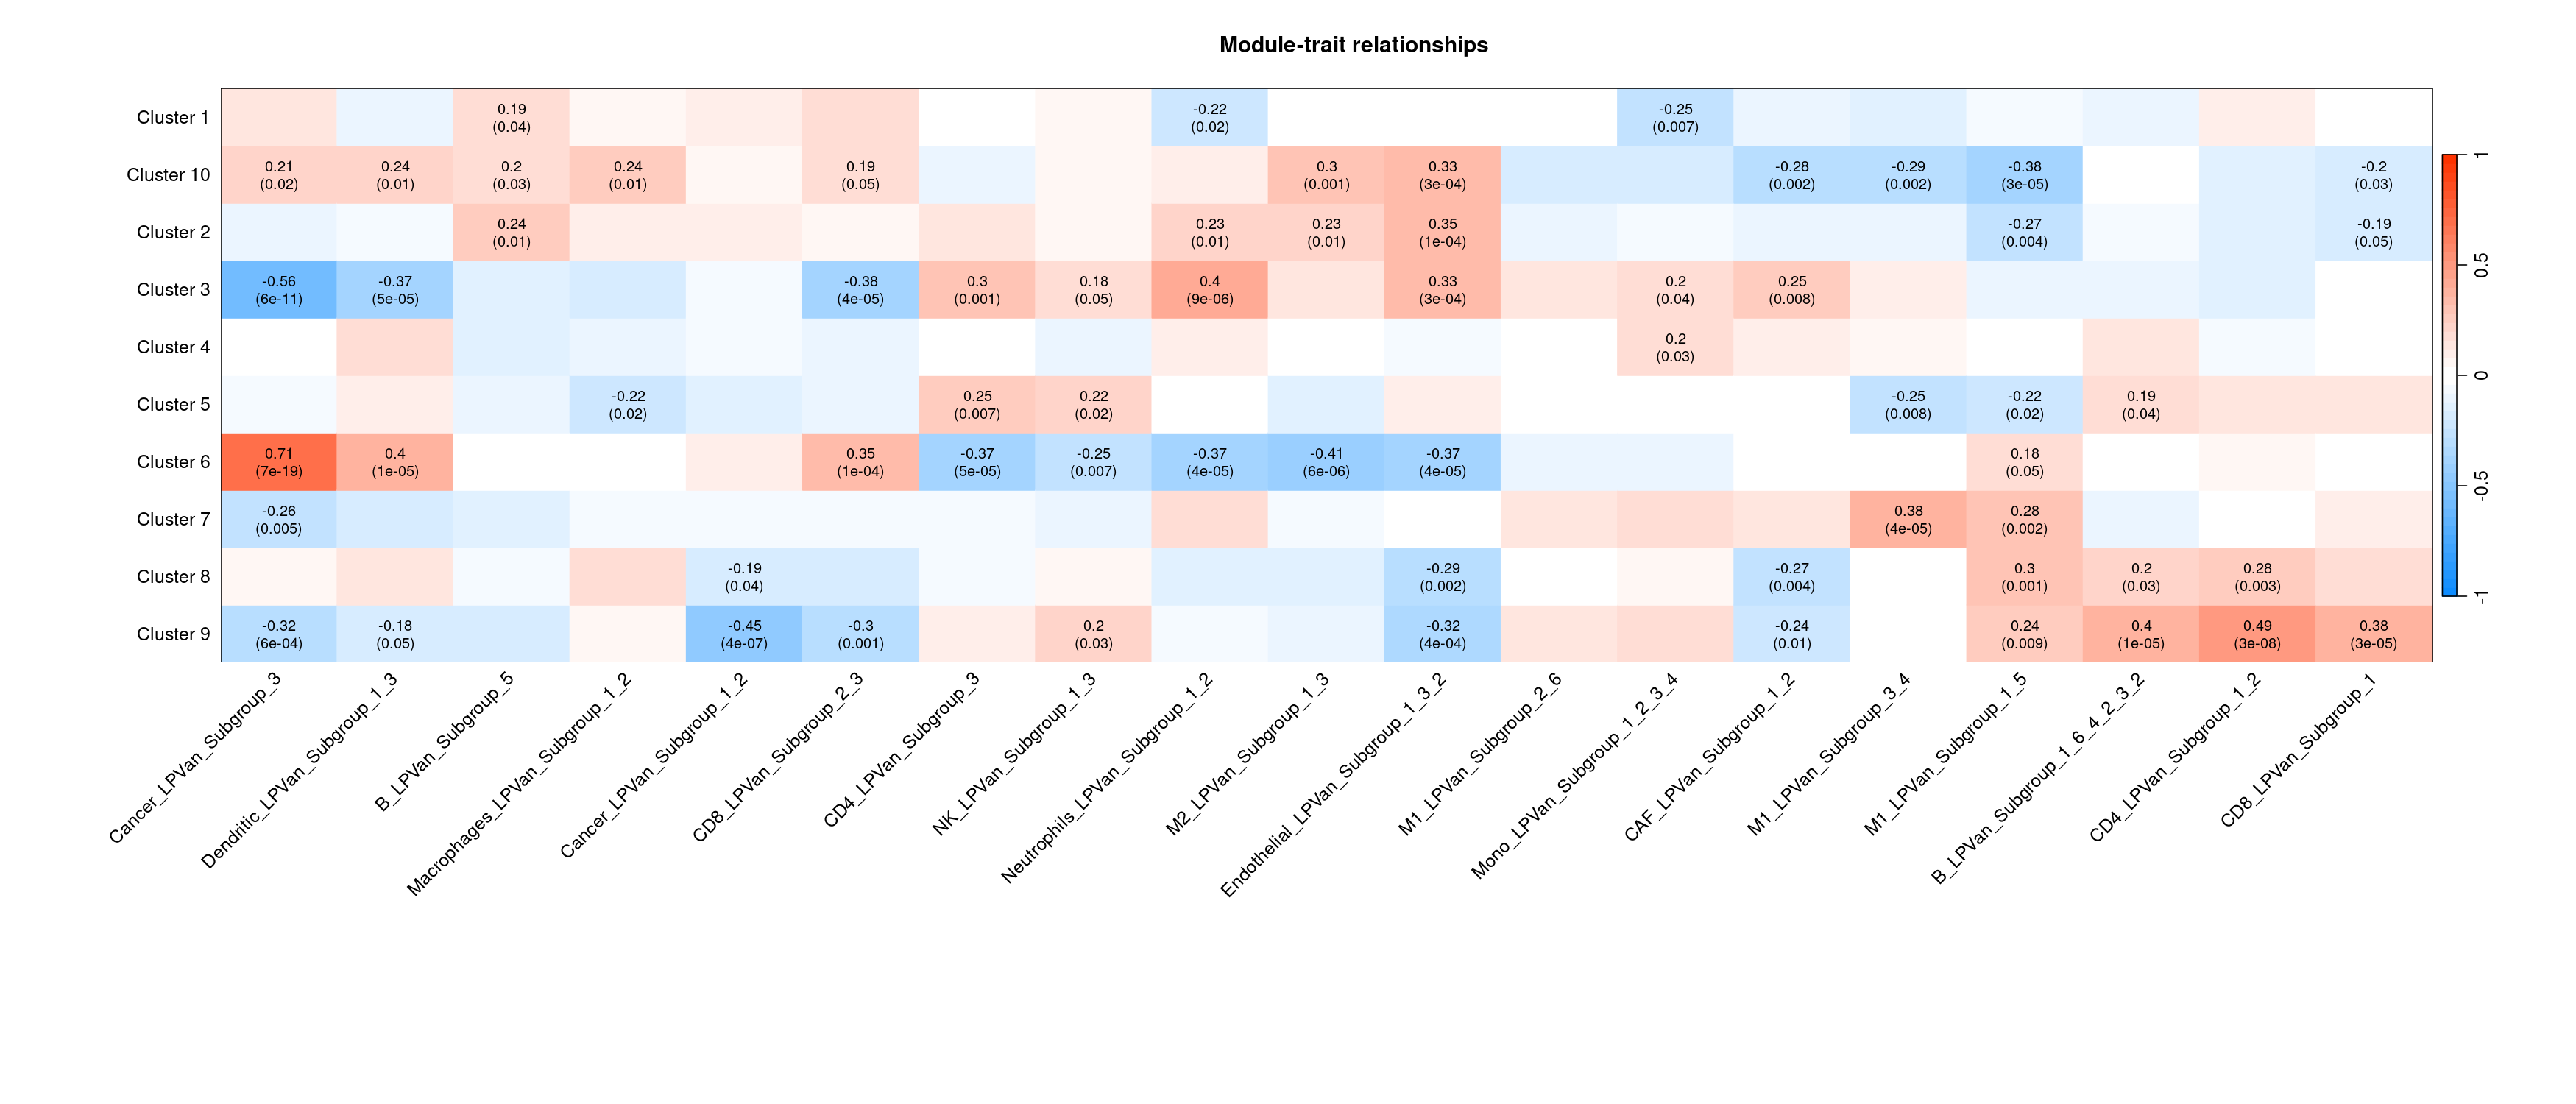 Module-trait relationships
Cluster 1
0.19 -0.22 -0.25
(0.04) (0.02) (0.007)
Cluster 10
0.21 0.24 0.2 0.24 0.19 0.3 0.33 -0.28 -0.29 -0.38 -0.2
(0.02) (0.01) (0.03) (0.01) (0.05) (0.001) (3e-04) (0.002) (0.002) (3e-05) (0.03)
Cluster 2
0.24 0.23 0.23 0.35 -0.27 -0.19
(0.01) (0.01) (0.01) (1e-04) (0.004) (0.05)
Cluster 3
-0.56 -0.37 -0.38 0.3 0.18 0.4 0.33 0.2 0.25
(6e-11) (5e-05) (4e-05) (0.001) (0.05) (9e-06) (3e-04) (0.04) (0.008)
Cluster 4
0.2
(0.03)
Cluster 5
-0.22 0.25 0.22 -0.25 -0.22 0.19
(0.02) (0.007) (0.02) (0.008) (0.02) (0.04)
Cluster 6
0.71 0.4 0.35 -0.37 -0.25 -0.37 -0.41 -0.37 0.18
(7e-19) (1e-05) (1e-04) (5e-05) (0.007) (4e-05) (6e-06) (4e-05) (0.05)
Cluster 7
-0.26 0.38 0.28
(0.005) (4e-05) (0.002)
Cluster 8
-0.19 -0.29 -0.27 0.3 0.2 0.28
(0.04) (0.002) (0.004) (0.001) (0.03) (0.003)
Cluster 9
-0.32 -0.18 -0.45 -0.3 0.2 -0.32 -0.24 0.24 0.4 0.49 0.38
(6e-04) (0.05) (4e-07) (0.001) (0.03) (4e-04) (0.01) (0.009) (1e-05) (3e-08) (3e-05)
Cancer_LPVan_Subgroup_3
Dendritic_LPVan_Subgroup_1_3
B_LPVan_Subgroup_5
Macrophages_LPVan_Subgroup_1_2
Cancer_LPVan_Subgroup_1_2
CD8_LPVan_Subgroup_2_3
CD4_LPVan_Subgroup_3
NK_LPVan_Subgroup_1_3
Neutrophils_LPVan_Subgroup_1_2
M2_LPVan_Subgroup_1_3
Endothelial_LPVan_Subgroup_1_3_2
M1_LPVan_Subgroup_2_6
Mono_LPVan_Subgroup_1_2_3_4
CAF_LPVan_Subgroup_1_2
M1_LPVan_Subgroup_3_4
M1_LPVan_Subgroup_1_5
B_LPVan_Subgroup_1_6_4_2_3_2
CD4_LPVan_Subgroup_1_2
CD8_LPVan_Subgroup_1
1
0.5
0
-0.5
-1